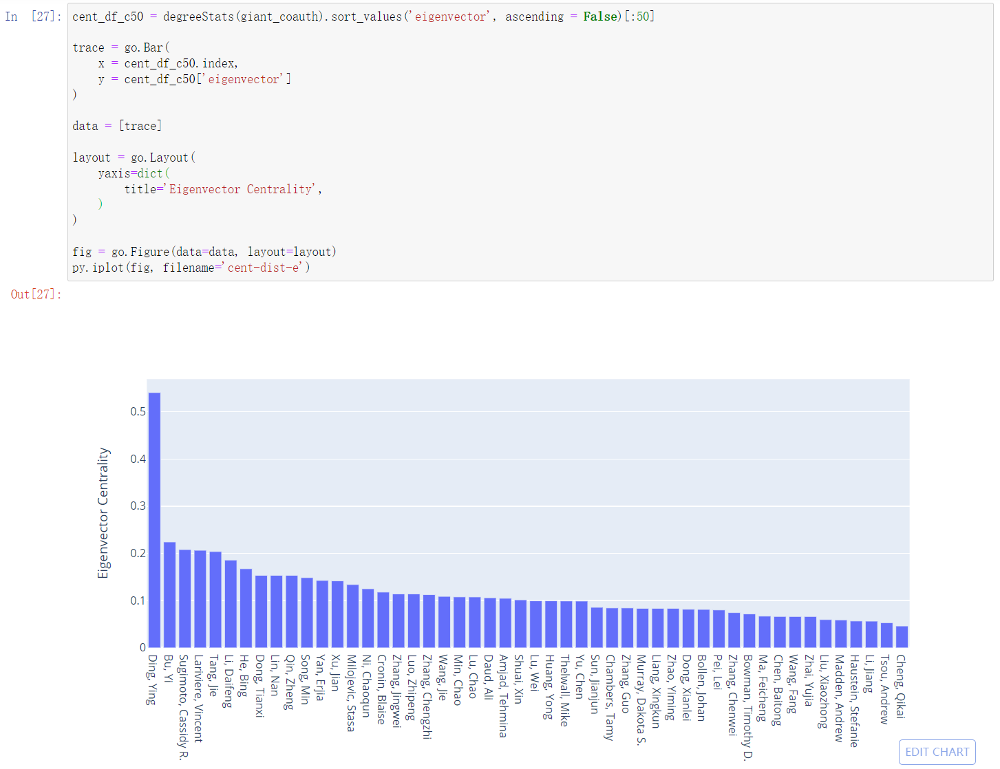 In [27]: cent_df_c50 = degreeStats(giant_coauth).sort_values('eigenvector', ascending = False)[:50]
trace = go.Bar(
x = cent_df_c50.index,
y = cent_df_c50['eigenvector']
)
data = [trace]
layout = go.Layout(
yaxis=dict(
title='Eigenvector Centrality',
)
)
fig = go.Figure(data=data, layout=layout)
py.iplot(fig, filename='cent-dist-e')
Out[27]:
Eigenvector Centrality
0.5
0.4
0.3
0.2
0.1
0
Ding, Ying
Bu, Yi
Sugimoto, Cassidy R.
Lariviere, Vincent
Tang, Jie
Li, Daifeng
He, Bing
Dong, Tianxi
Lin, Nan
Qin, Zheng
Song, Min
Yan, Erjia
Xu, Jian
Milojevic, Stasa
Ni, Chaoqun
Cronin, Blaise
Zhang, Jingwei
Luo, Zhipeng
Zhang, Chengzhi
Wang, Jie
Min, Chao
Lu, Chao
Daud, Ali
Amjad, Tehmina
Shuai, Xin
Lu, Wei
Huang, Yong
Thelwall, Mike
Yu, Chen
Sun, Jianjun
Chambers, Tamy
Zhang, Guo
Murray, Dakota S.
Liang, Xingkun
Zhao, Yiming
Dong, Xianlei
Bollen, Johan
Pei, Lei
Zhang, Chenwei
Bowman, Timothy D.
Ma, Feicheng
Chen, Baitong
Wang, Fang
Zhai, Yujia
Liu, Xiaozhong
Madden, Andrew
Haustein, Stefanie
Li, Jiang
Tsou, Andrew
Cheng, Qikai
EDIT CHART